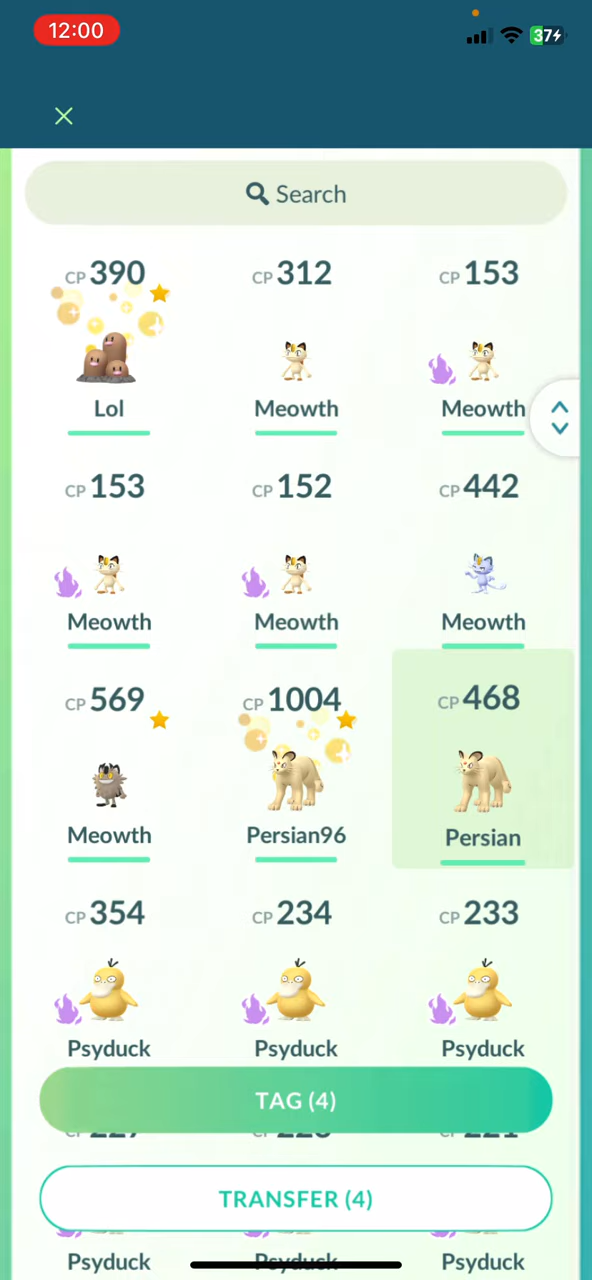 12:00
37
Search
CP 390 CP 312 CP 153
Lol Meowth Meowth
CP 153 CP 152 CP 442
Meowth Meowth Meowth
CP 569 CP 1004 CP 468
Meowth Persian96 Persian
CP 354 CP 234 CP 233
Psyduck Psyduck Psyduck
TAG (4)
TRANSFER (4)
Psyduck Psyduck Psyduck